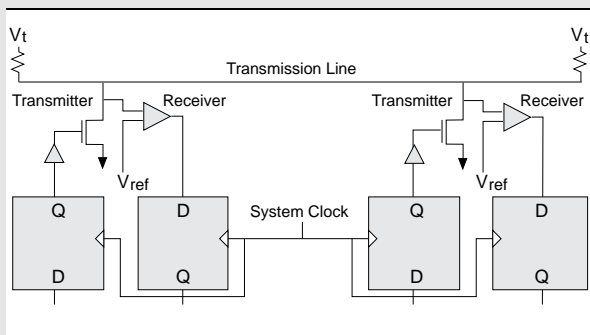 Vt Vt
Transmission Line
Transmitter Receiver Transmitter Receiver
Vref Vref
Q D System Clock Q D
D Q D Q